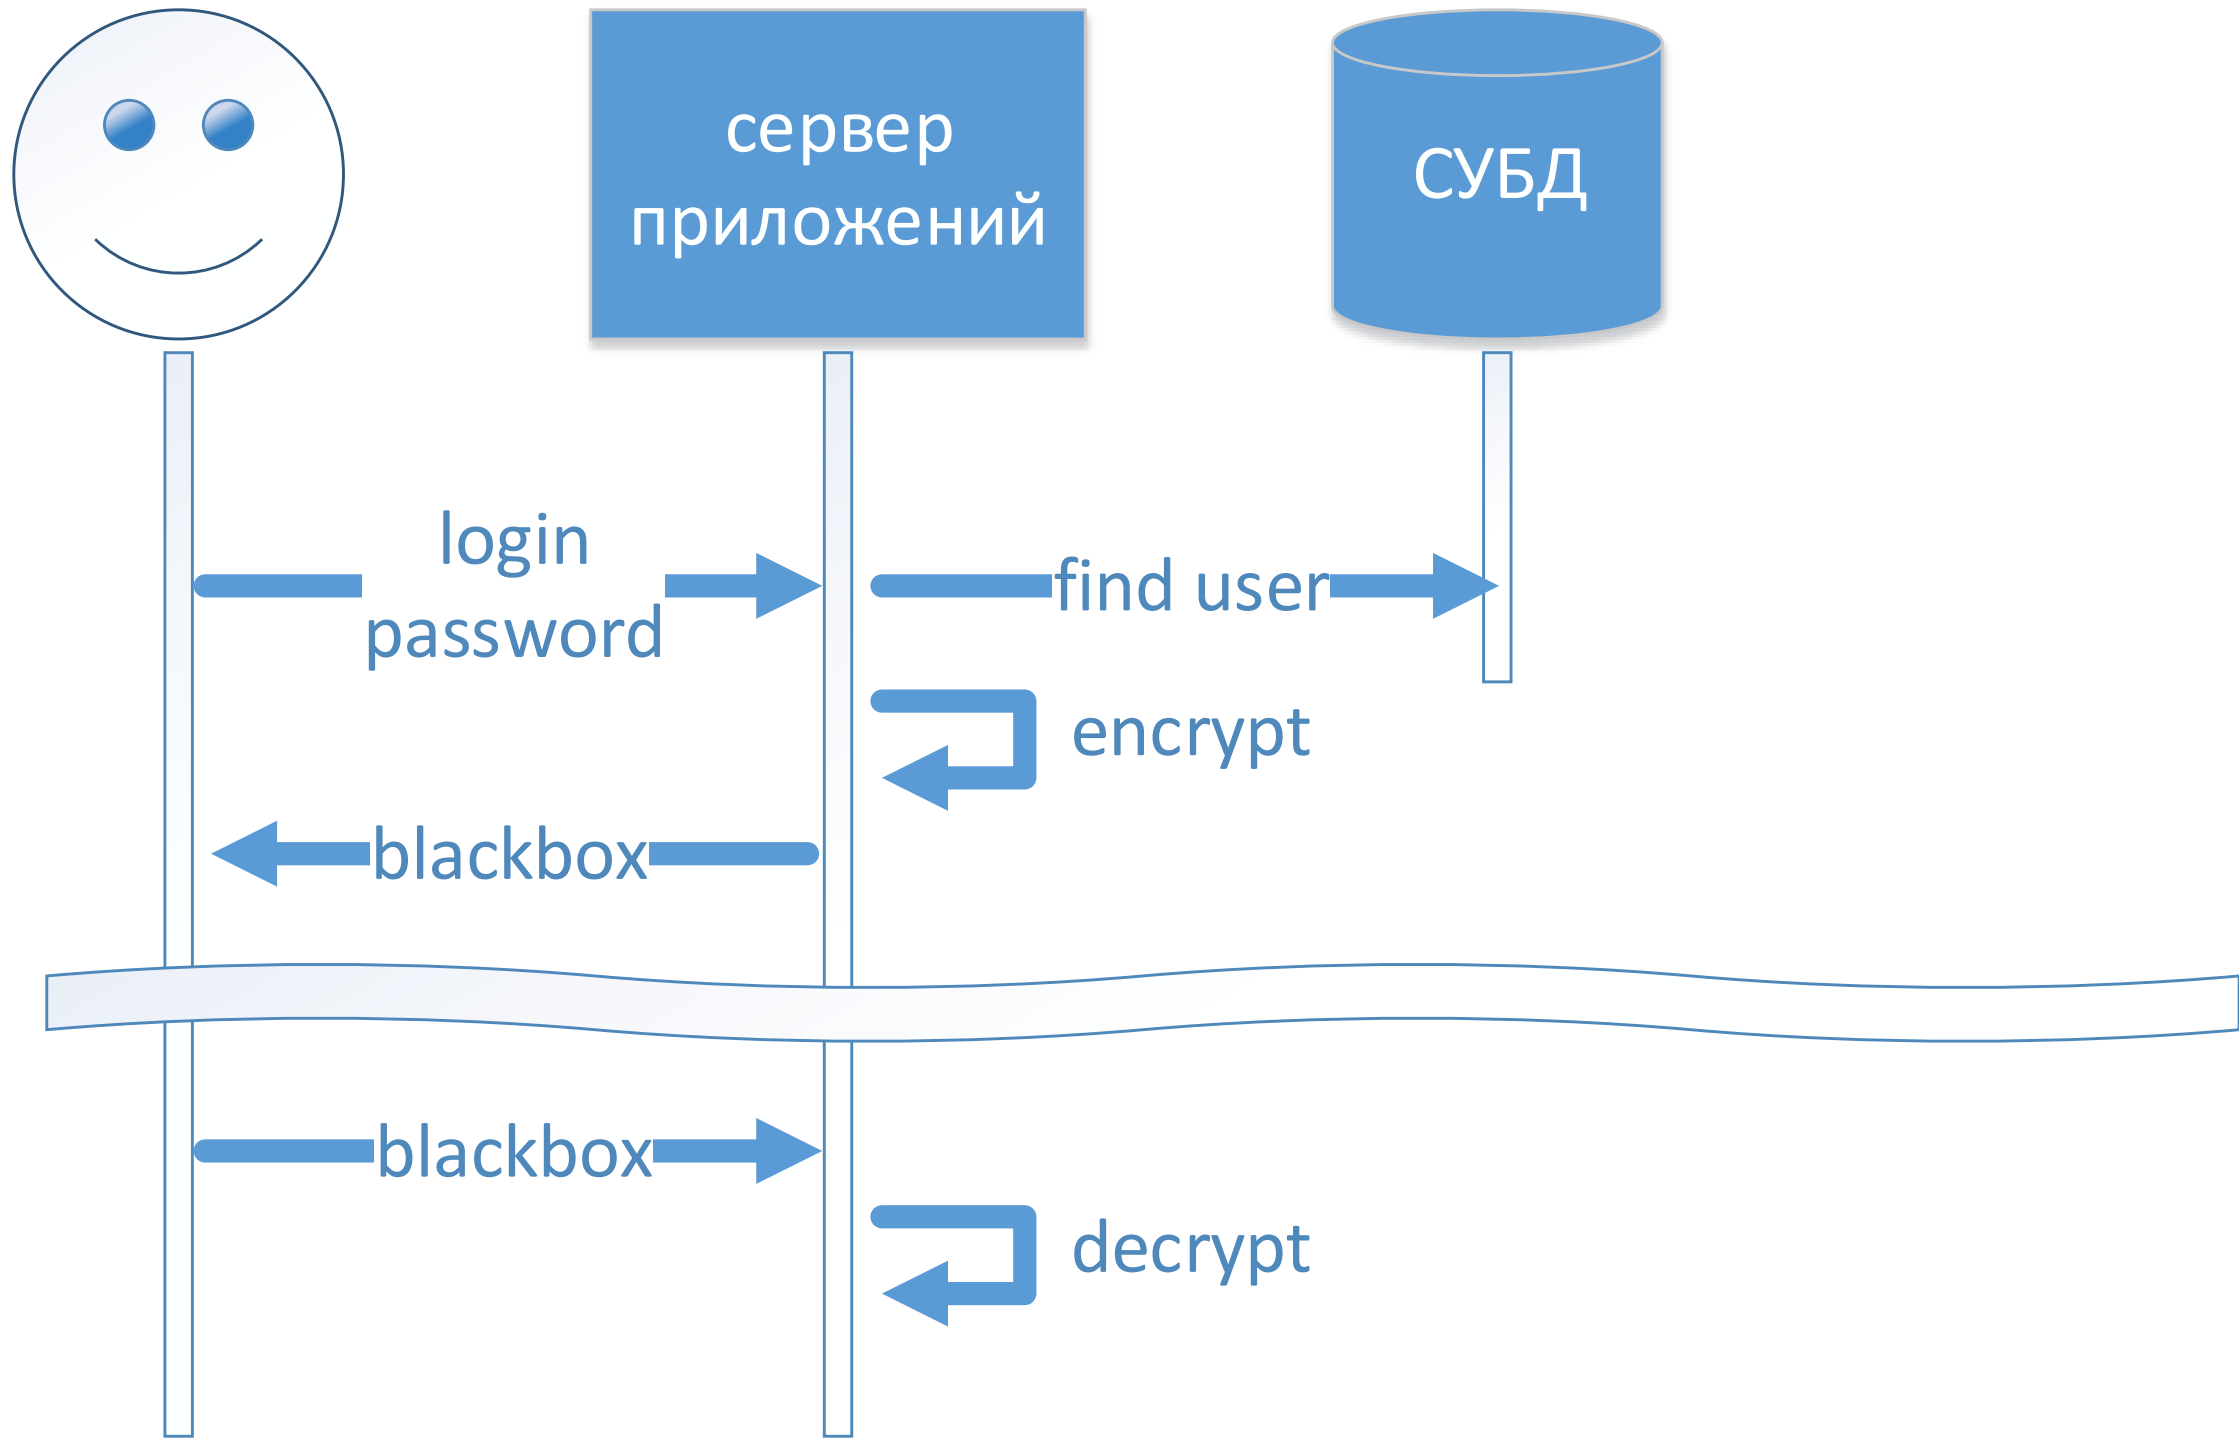 сервер
приложений
СУБД
login
password
find user
encrypt
blackbox
blackbox
decrypt